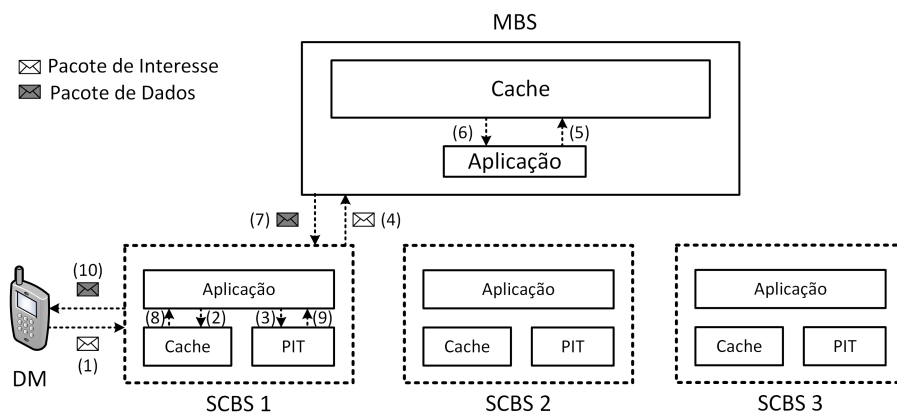 MBS
Pacote de Interesse
Pacote de Dados
Cache
(6)
(5)
Aplicação
(7)
(4)
(10)
(1)
DM
Aplicação
(8)
(2)
(3)
(9)
Cache
PIT
SCBS 1
Aplicação
Cache
PIT
SCBS 2
Aplicação
Cache
PIT
SCBS 3